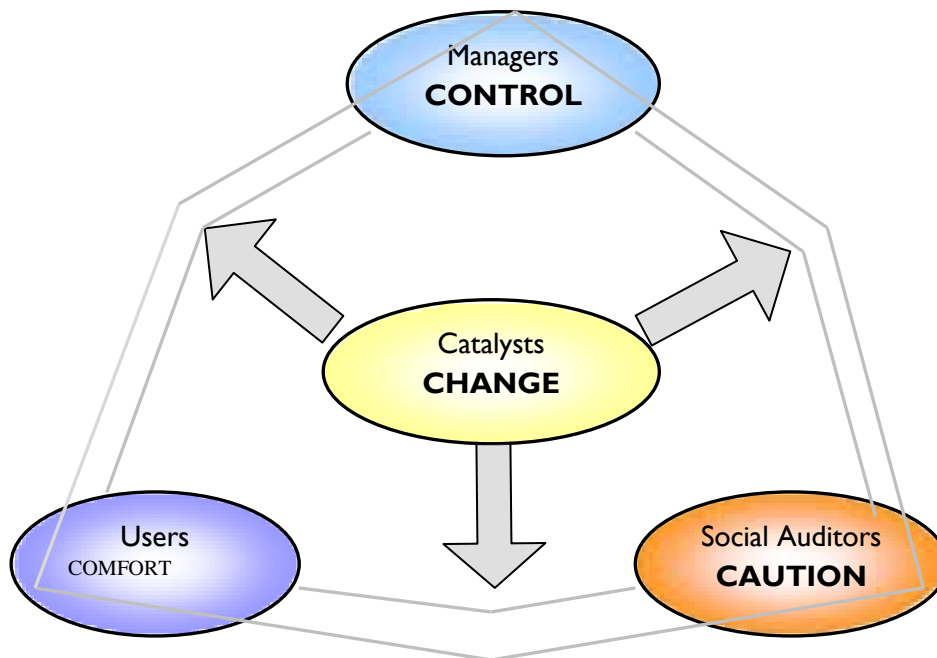 Managers
CONTROL
Catalysts
CHANGE
Users
COMFORT
Social Auditors
CAUTION